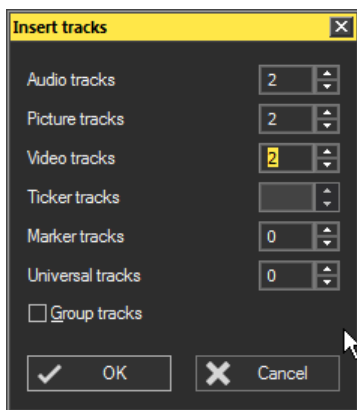 Insert tracks
Audio tracks 2
Picture tracks 2
Video tracks 2
Ticker tracks
Marker tracks 0
Universal tracks 0
Group tracks
OK Cancel